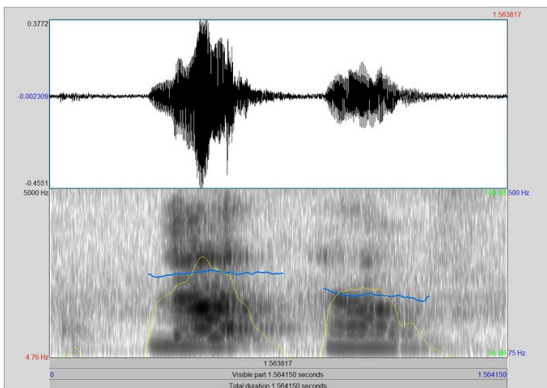 1.563817
0.3772
-0.002309
-0.4551
5000 Hz
500 Hz
4.76 Hz
75 Hz
1.563817
0
Visible part 1.564150 seconds
1.564150
Total duration 1.564150 seconds